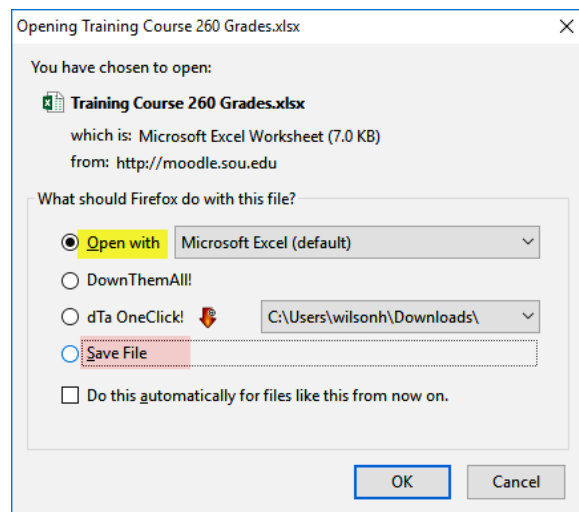 Opening Training Course 260 Grades.xlsx
You have chosen to open:
Training Course 260 Grades.xlsx
which is: Microsoft Excel Worksheet (7.0 KB)
from: http://moodle.sou.edu
What should Firefox do with this file?
Open with Microsoft Excel (default)
DownThemAll!
dTa OneClick! C:\Users\wilsonh\Downloads\
Save File
Do this automatically for files like this from now on.
OK Cancel